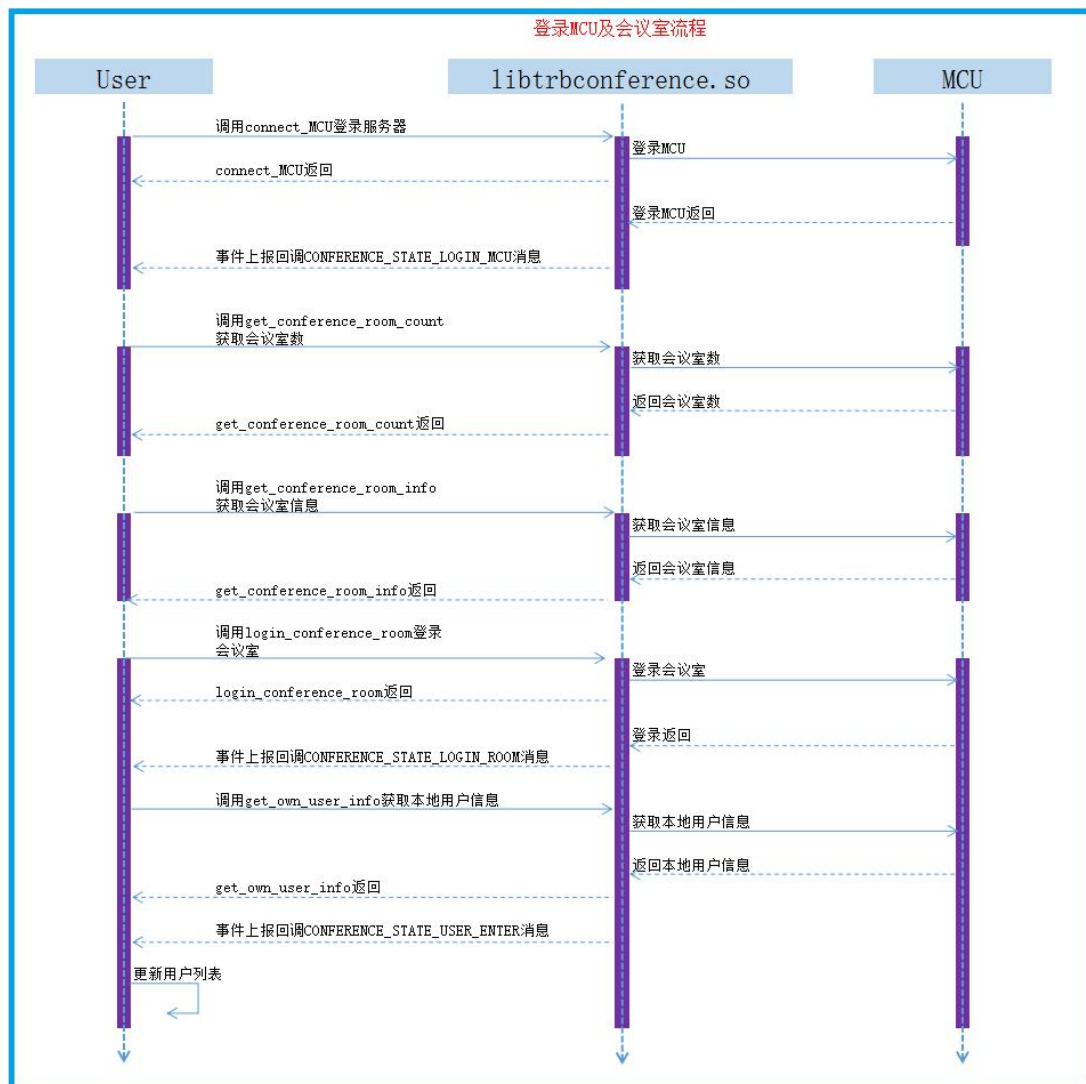 登录MCU及会议室流程
User
libtrbconference.so
MCU
调用connect_MCU登录服务器
登录MCU
connect_MCU返回
登录MCU返回
事件上报回调CONFERENCE_STATE_LOGIN_MCU消息
调用get_conference_room_count
获取会议室数
获取会议室数
返回会议室数
get_conference_room_count返回
调用get_conference_room_info
获取会议室信息
获取会议室信息
返回会议室信息
get_conference_room_info返回
调用login_conference_room登录
会议室
登录会议室
login_conference_room返回
登录返回
事件上报回调CONFERENCE_STATE_LOGIN_ROOM消息
调用get_own_user_info获取本地用户信息
获取本地用户信息
返回本地用户信息
get_own_user_info返回
事件上报回调CONFERENCE_STATE_USER_ENTER消息
更新用户列表